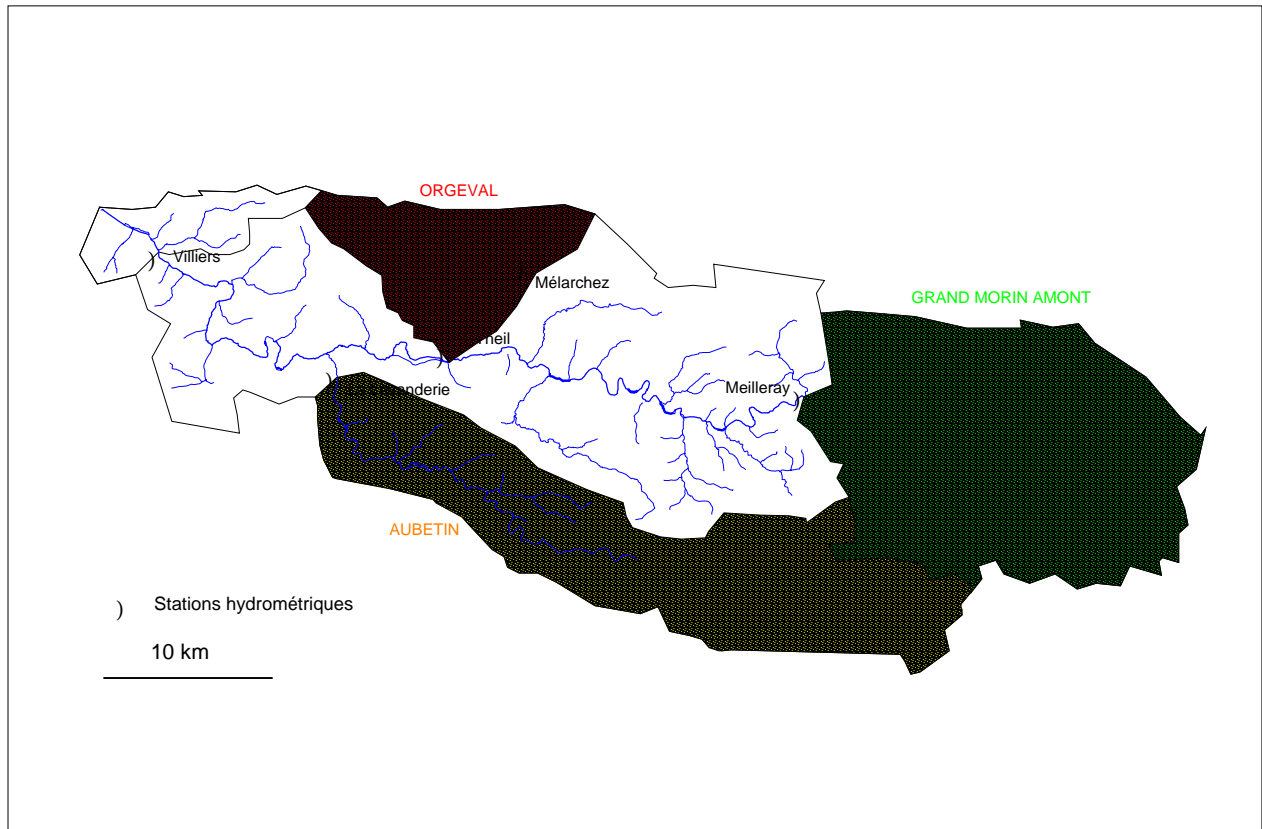 ORGEVAL
Villiers
Mélarchez
GRAND MORIN AMONT
Meilleray
AUBETIN
) Stations hydrométriques
10 km